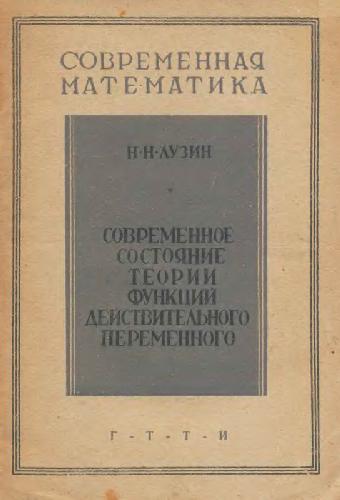 СОВРЕМЕННАЯ
МАТЕМАТИКА
Н·Н·ЛУЗИН
СОВРЕМЕННОЕ
СОСТОЯНИЕ
ТЕОРИИ
ФУНКЦИЙ
ДЕЙСТВИТЕЛЬНОГО
ПЕРЕМЕННОГО
Г-Т-Т-И